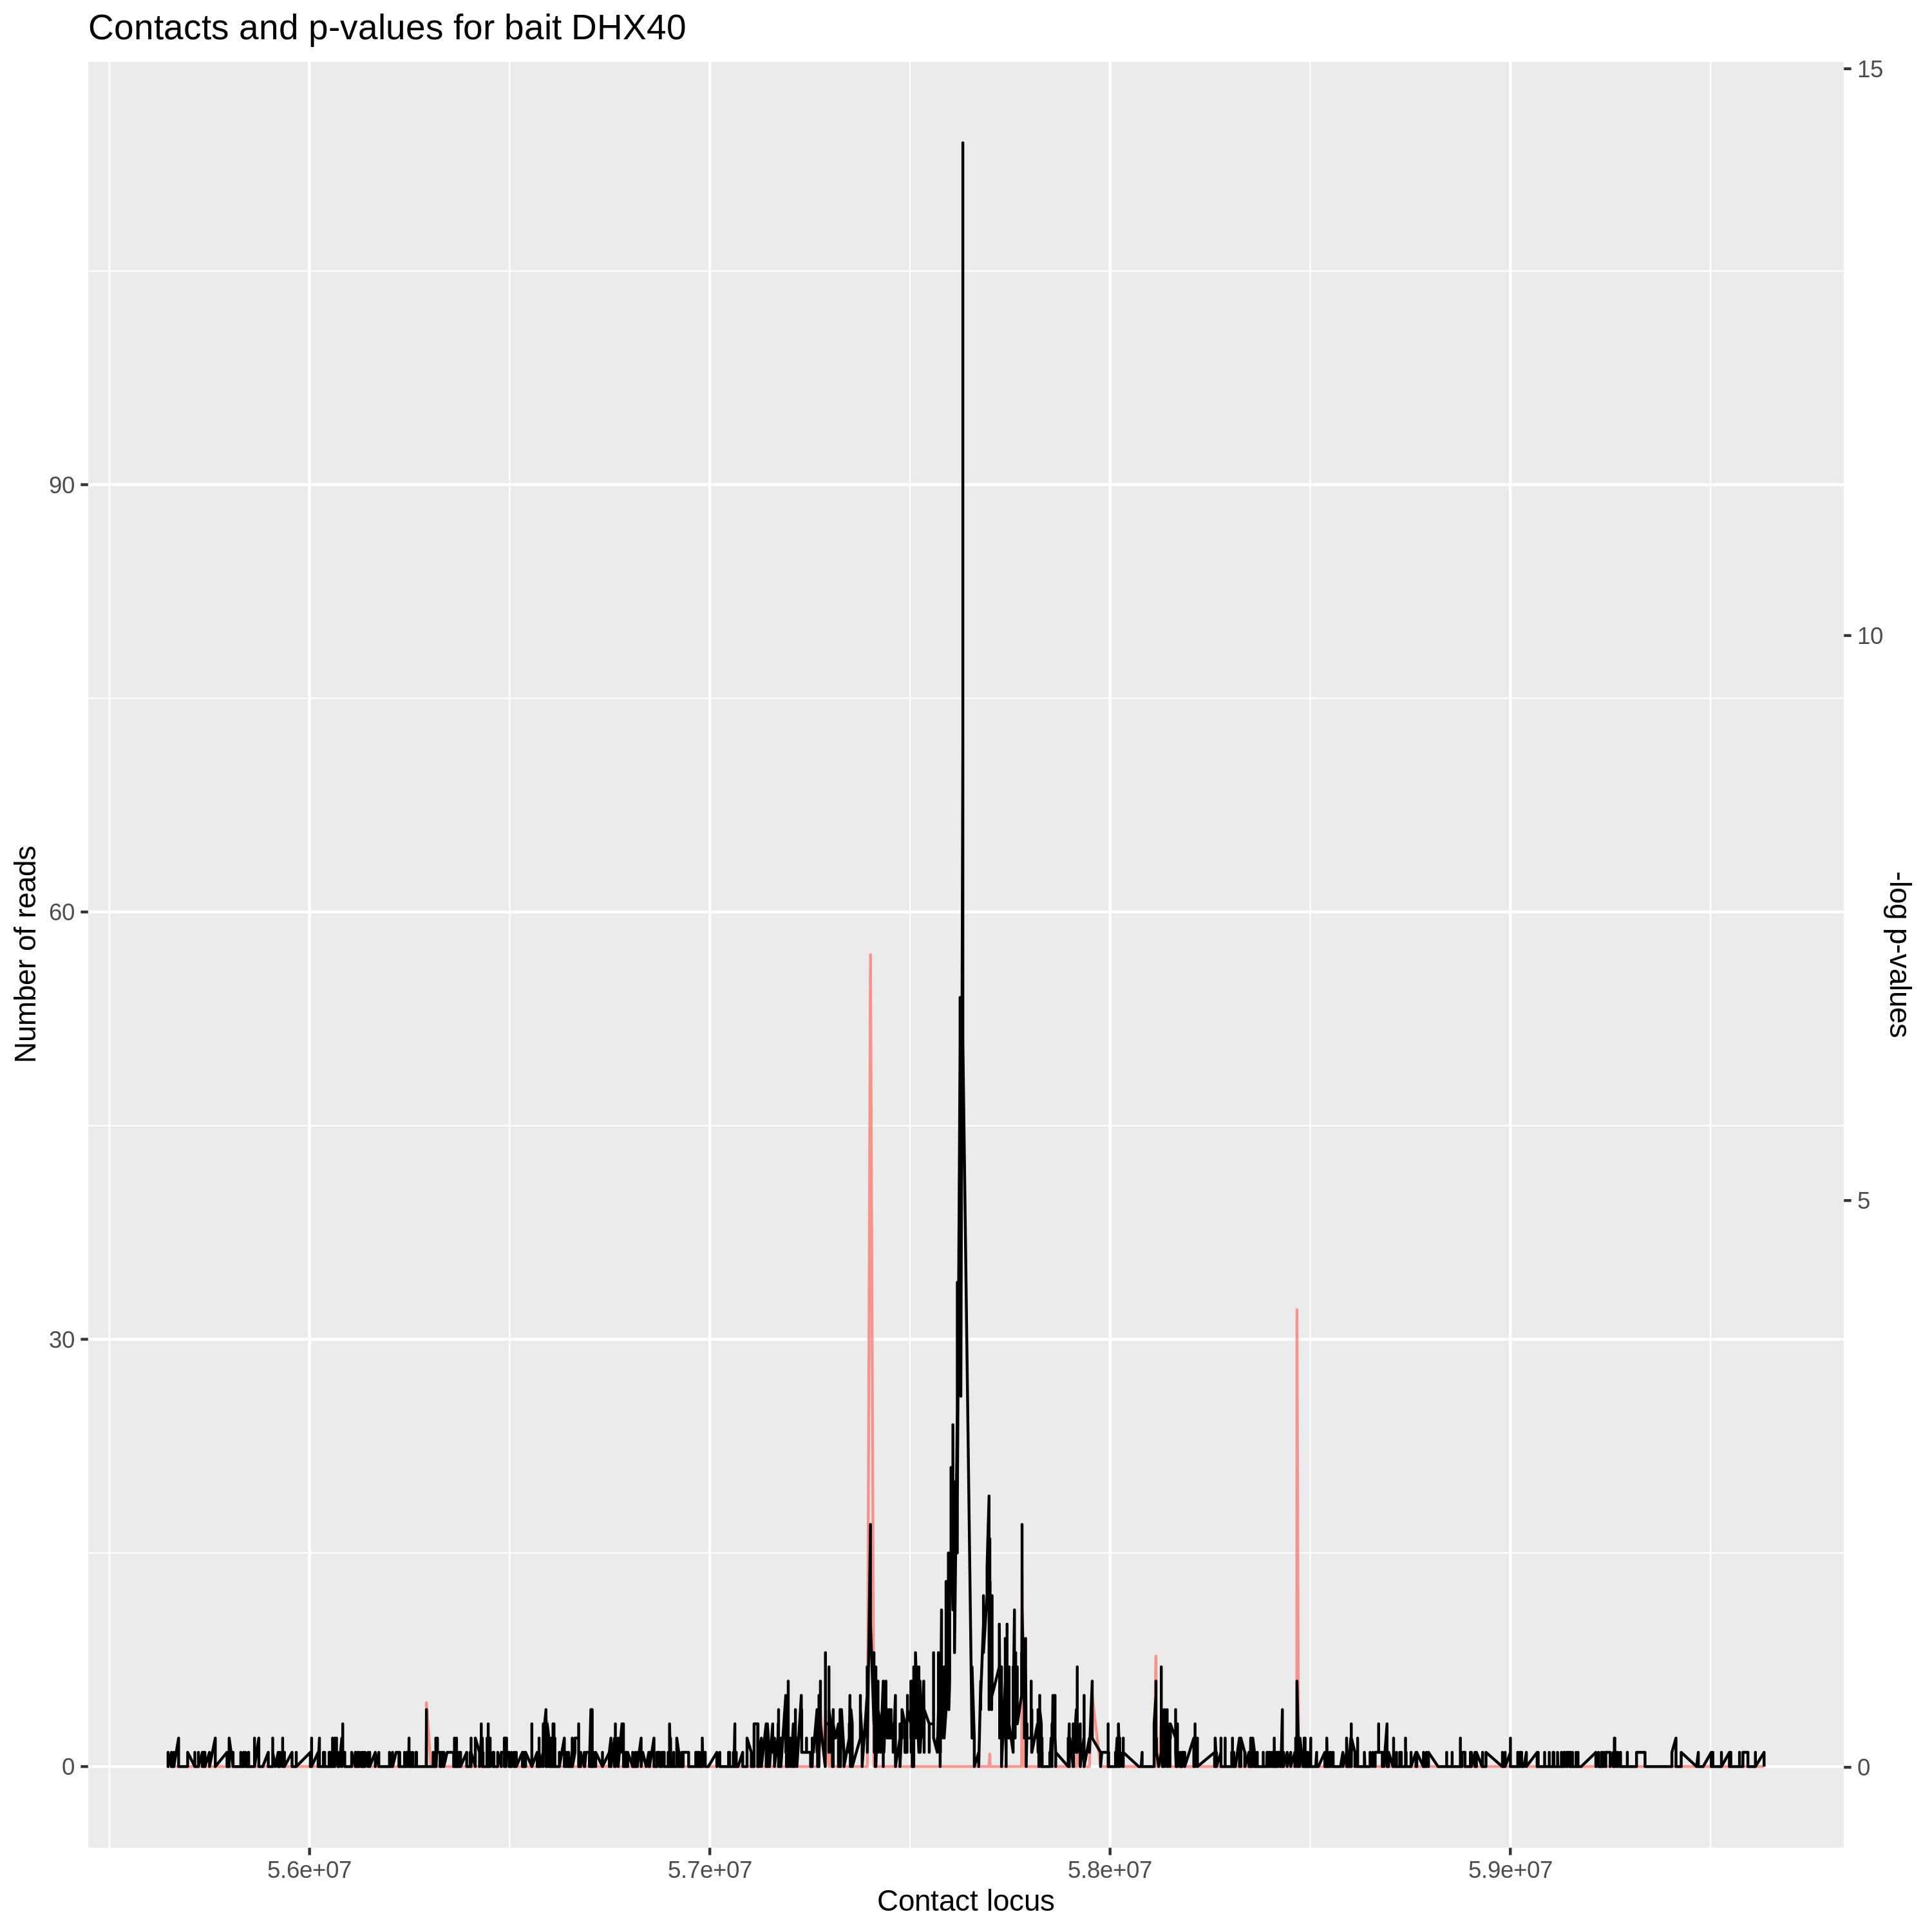 Contacts and p-values for bait DHX40
15
90
10
60
Number of reads
-log p-values
5
30
0
0
5.6e+07
5.7e+07
5.8e+07
5.9e+07
Contact locus